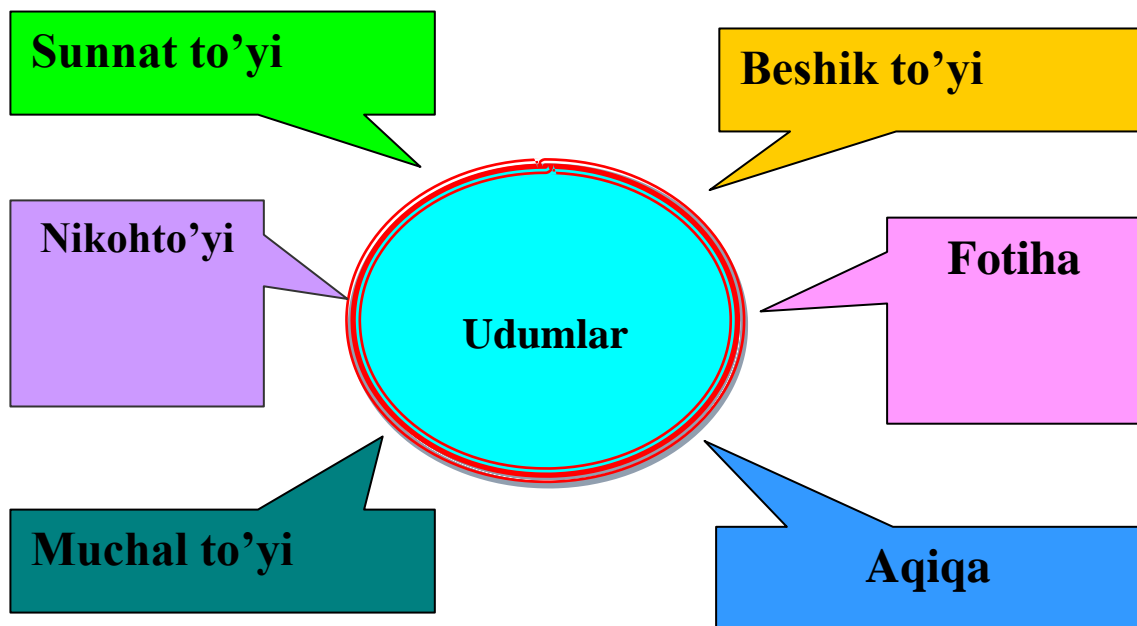 Sunnat to’yi
Beshik to’yi
Nikohto’yi
Fotiha
Udumlar
Muchal to’yi
Aqiqa